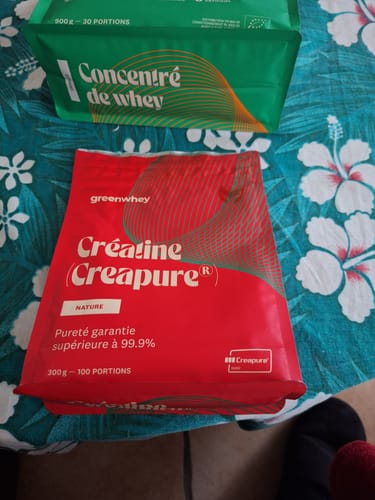 900 g — 30 PORTIONS
Concentré
de whey
greenwhey
Créatine
(Creapure®)
NATURE
Pureté garantie
supérieure à 99.9%
300 g — 100 PORTIONS
Creapure®